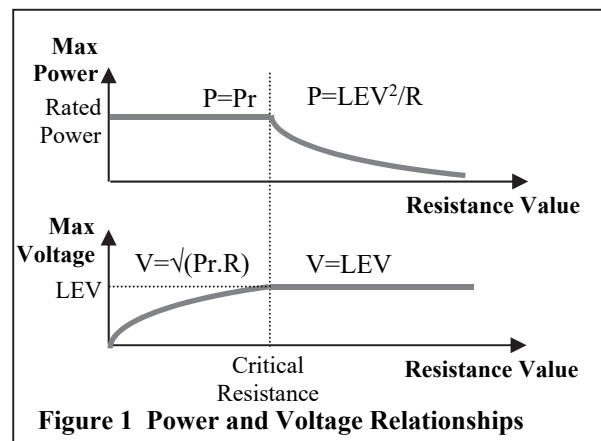 Max
Power
P=Pr P=LEV²/R
Rated
Power
Resistance Value
Max
Voltage
V=√(Pr.R) V=LEV
LEV
Critical
Resistance
Resistance Value
Figure 1 Power and Voltage Relationships